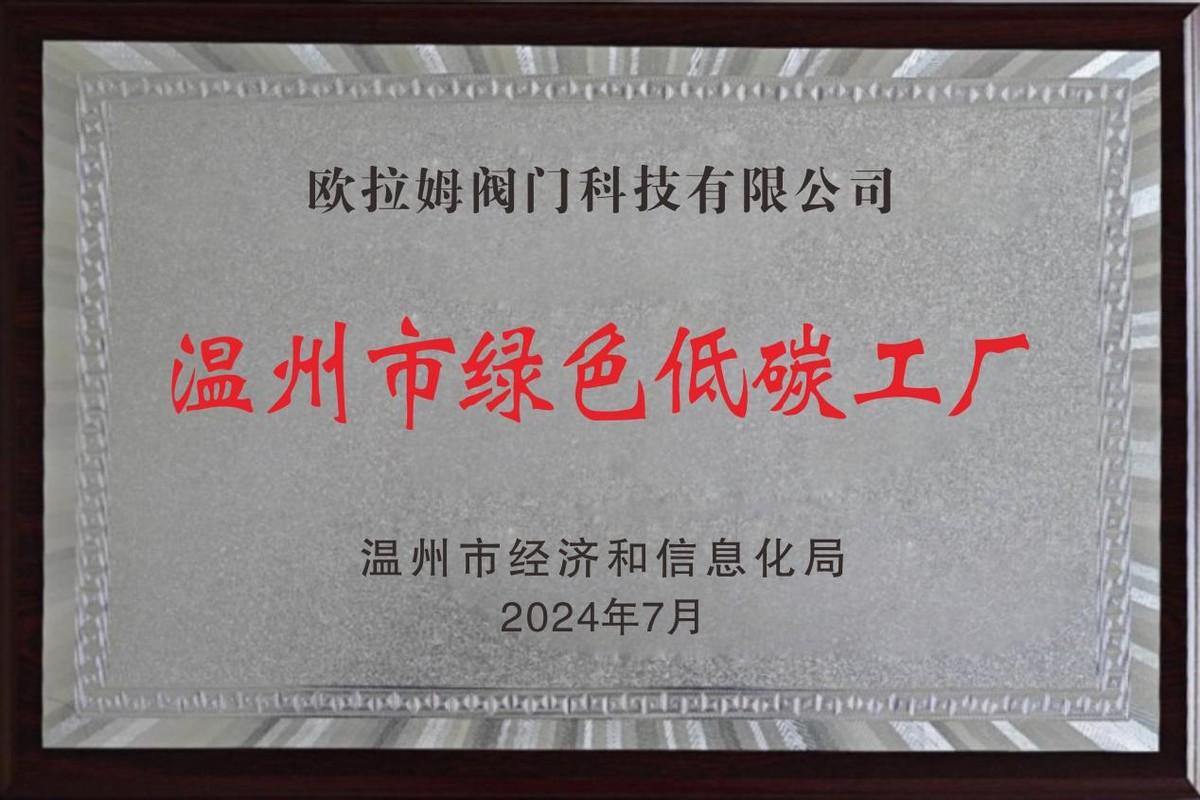 欧拉姆阀门科技有限公司
温州市绿色低碳工厂
温州市经济和信息化局
2024年7月